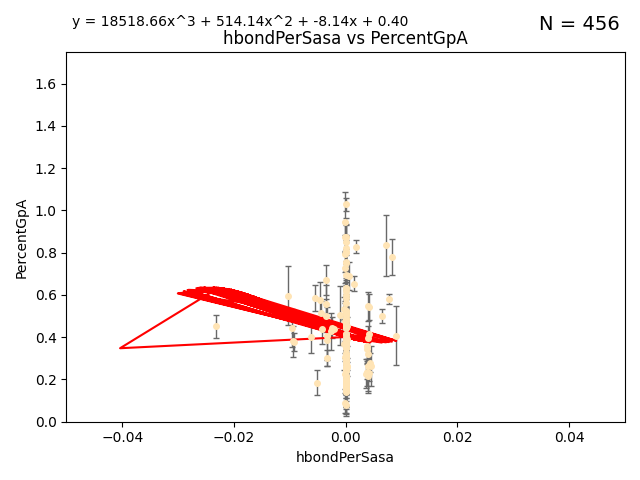 y = 18518.66x^3 + 514.14x^2 + -8.14x + 0.40
N = 456
hbondPerSasa vs PercentGpA
1.6
1.4
1.2
1.0
0.8
0.6
0.4
0.2
0.0
PercentGpA
−0.04 −0.02 0.00 0.02 0.04
hbondPerSasa